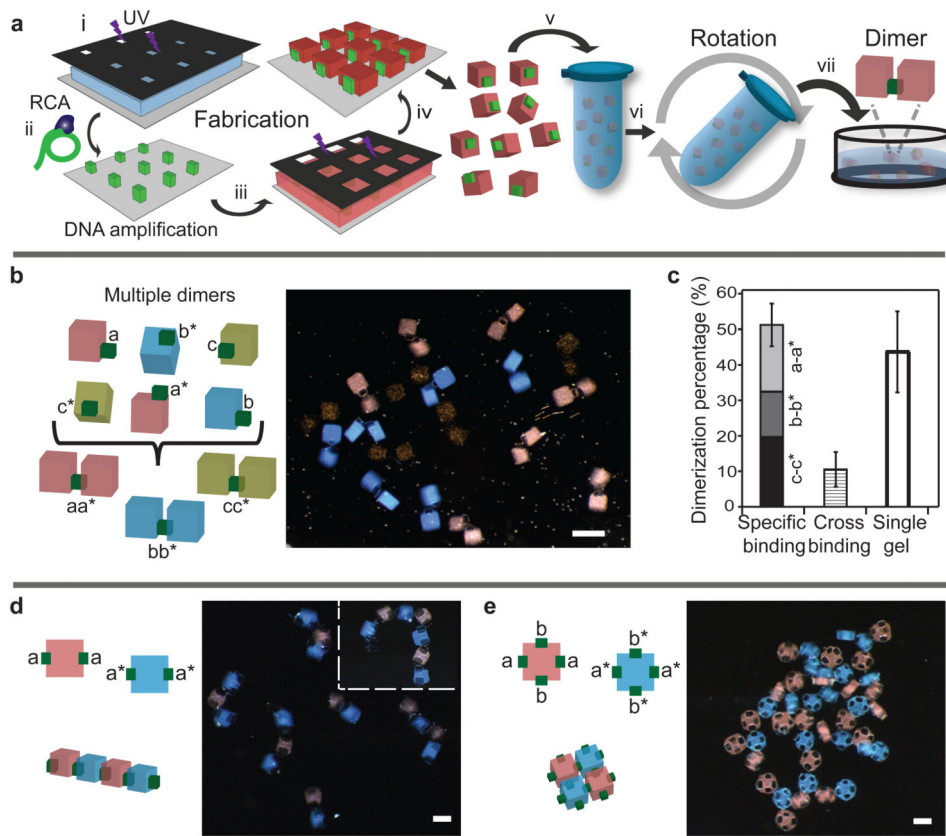 a
i
UV
RCA
ii
DNA amplification
Fabrication
iii
iv
v
vi
Rotation
vii
Dimer
b
Multiple dimers
a
b*
c
c*
a*
b
aa*
bb*
cc*
c
Dimerization percentage (%)
60
50
40
30
20
10
0
a-a*
b-b*
c-c*
Specific binding
Cross binding
Single gel
d
a
a
a*
a*
e
b
a
a
b
b*
a*
a*
b*